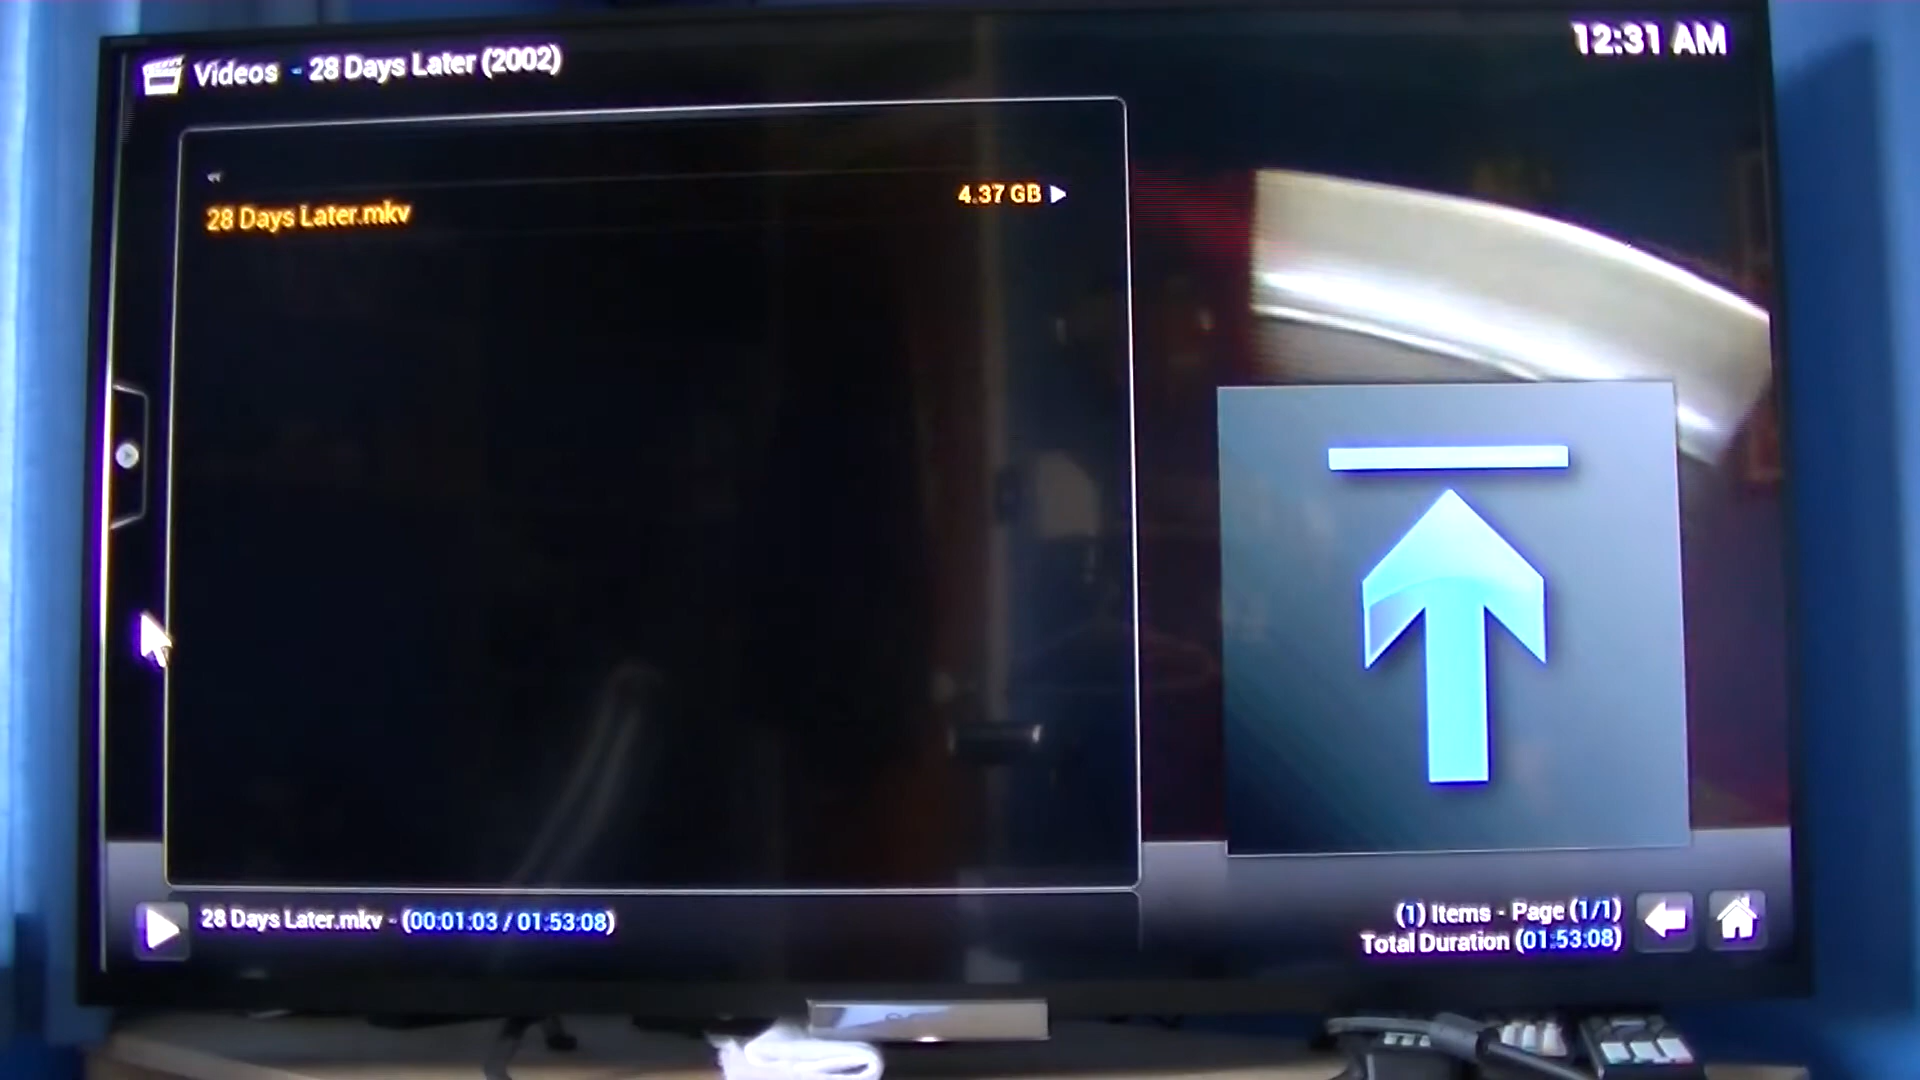 Videos - 28 Days Later (2002)
12:31 AM
28 Days Later.mkv
4.37 GB
28 Days Later.mkv - (00:01:03 / 01:53:08)
(1) Items - Page (1/1)
Total Duration (01:53:08)